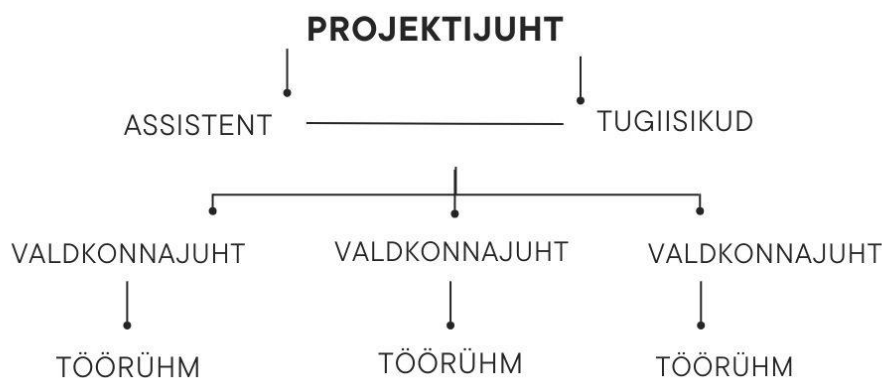 PROJEKTIJUHT
ASSISTENT
TUGIISIKUD
VALDKONNAJUHT
VALDKONNAJUHT
VALDKONNAJUHT
TÖÖRÜHM
TÖÖRÜHM
TÖÖRÜHM